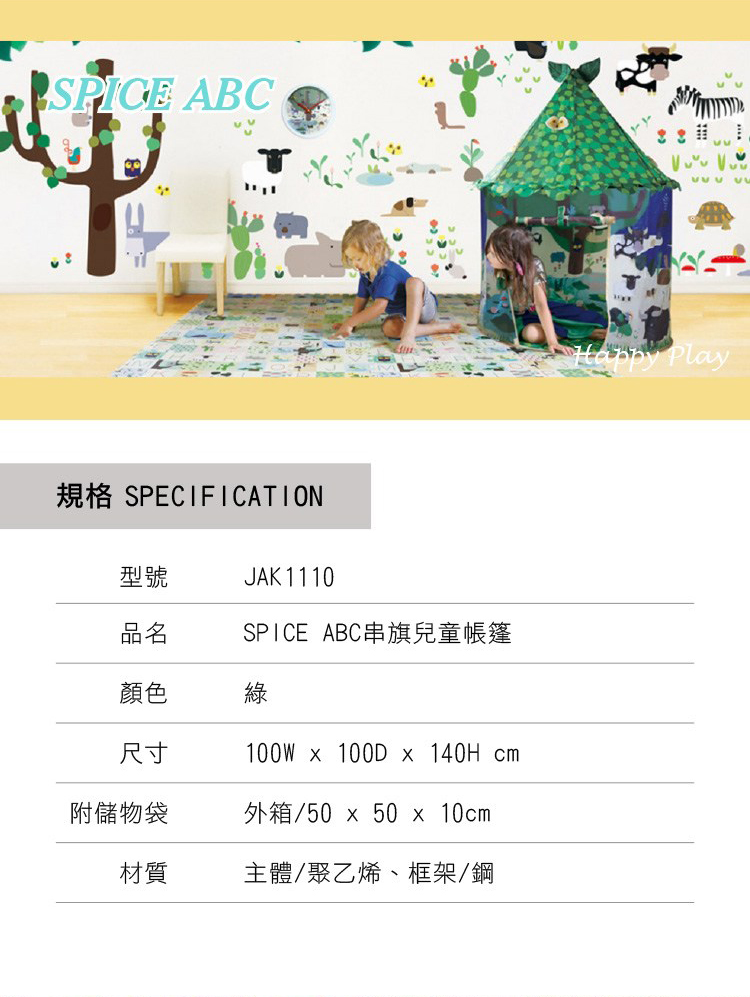 SPICE ABC
Happy Play
規格 SPECIFICATION
型號 JAK1110
品名 SPICE ABC串旗兒童帳篷
顏色 綠
尺寸 100W x 100D x 140H cm
附儲物袋 外箱/50 x 50 x 10cm
材質 主體/聚乙烯、框架/鋼